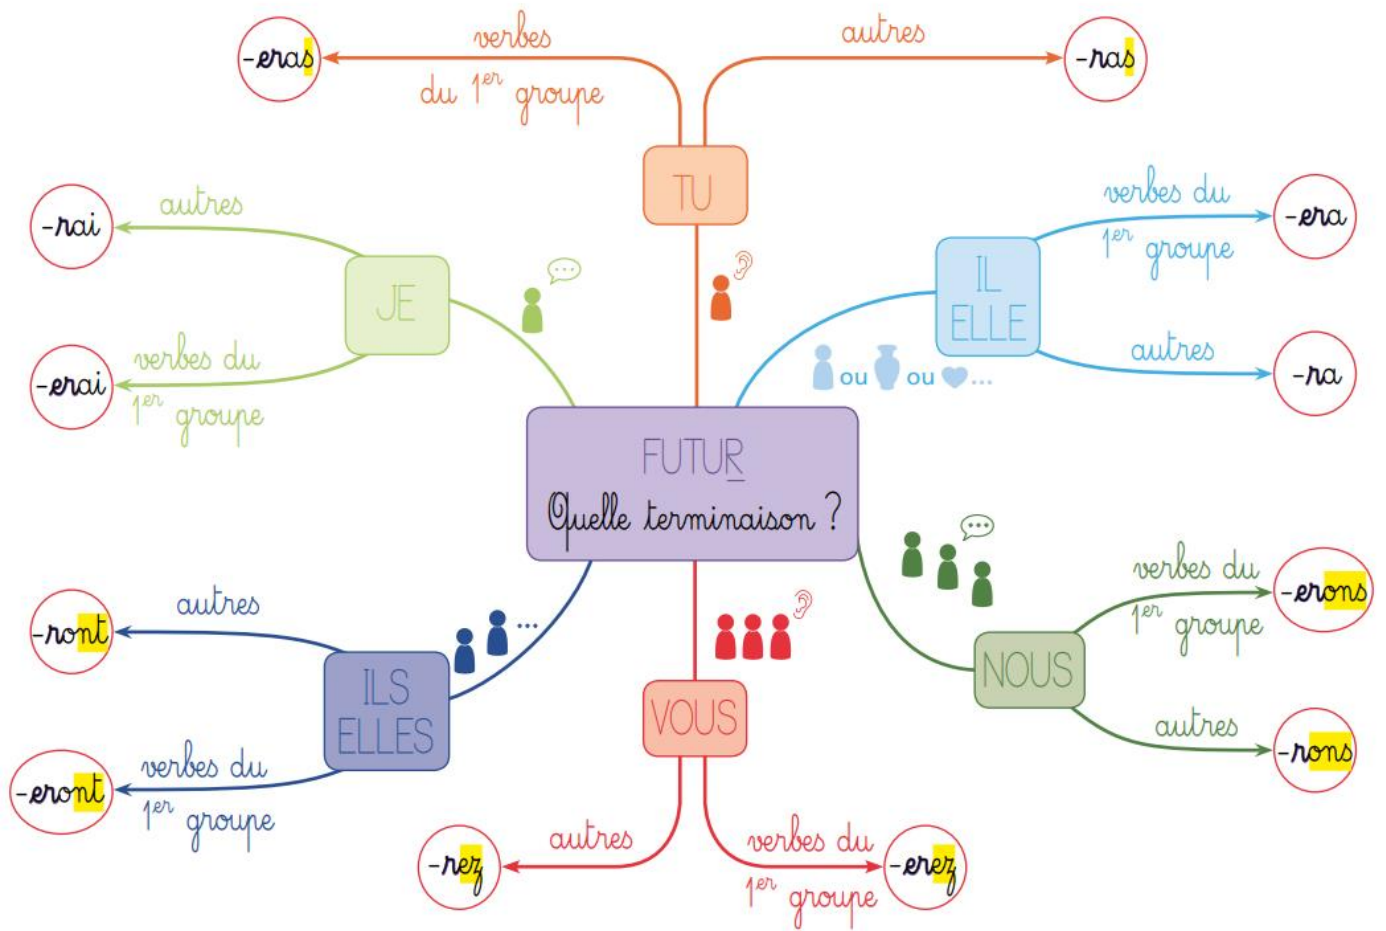 FUTUR
Quelle terminaison ?
JE
autres
-rai
verbes du
1er groupe
-erai
TU
verbes
du 1er groupe
-eras
autres
-ras
IL
ELLE
ou
ou
...
verbes du
1er groupe
-era
autres
-ra
NOUS
verbes du
1er groupe
-erons
autres
-rons
VOUS
autres
-rez
verbes du
1er groupe
-erez
ILS
ELLES
...
autres
-ront
verbes du
1er groupe
-eront